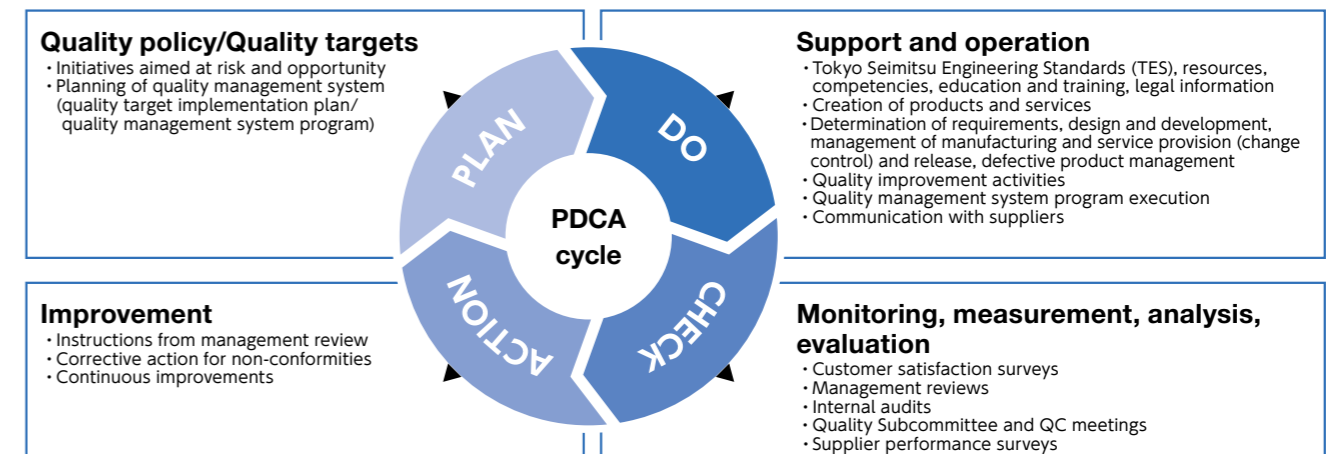 Quality policy/Quality targets
・Initiatives aimed at risk and opportunity
・Planning of quality management system
(quality target implementation plan/
quality management system program)
Support and operation
・Tokyo Seimitsu Engineering Standards (TES), resources,
competencies, education and training, legal information
・Creation of products and services
・Determination of requirements, design and development,
management of manufacturing and service provision (change
control) and release, defective product management
・Quality improvement activities
・Quality management system program execution
・Communication with suppliers
PLAN
DO
PDCA
cycle
ACTION
CHECK
Improvement
・Instructions from management review
・Corrective action for non-conformities
・Continuous improvements
Monitoring, measurement, analysis,
evaluation
・Customer satisfaction surveys
・Management reviews
・Internal audits
・Quality Subcommittee and QC meetings
・Supplier performance surveys